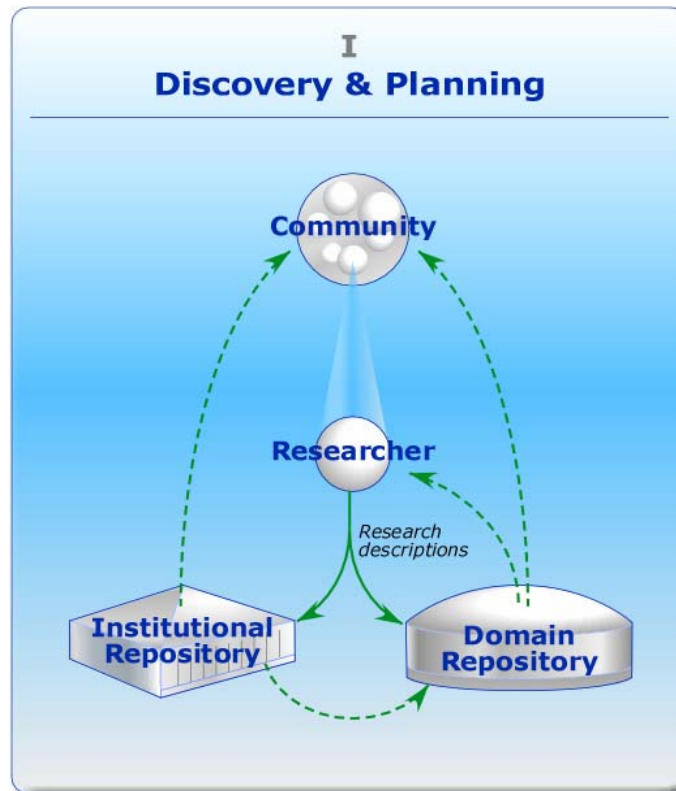 I
Discovery & Planning
Community
Researcher
Research
descriptions
Institutional
Repository
Domain
Repository